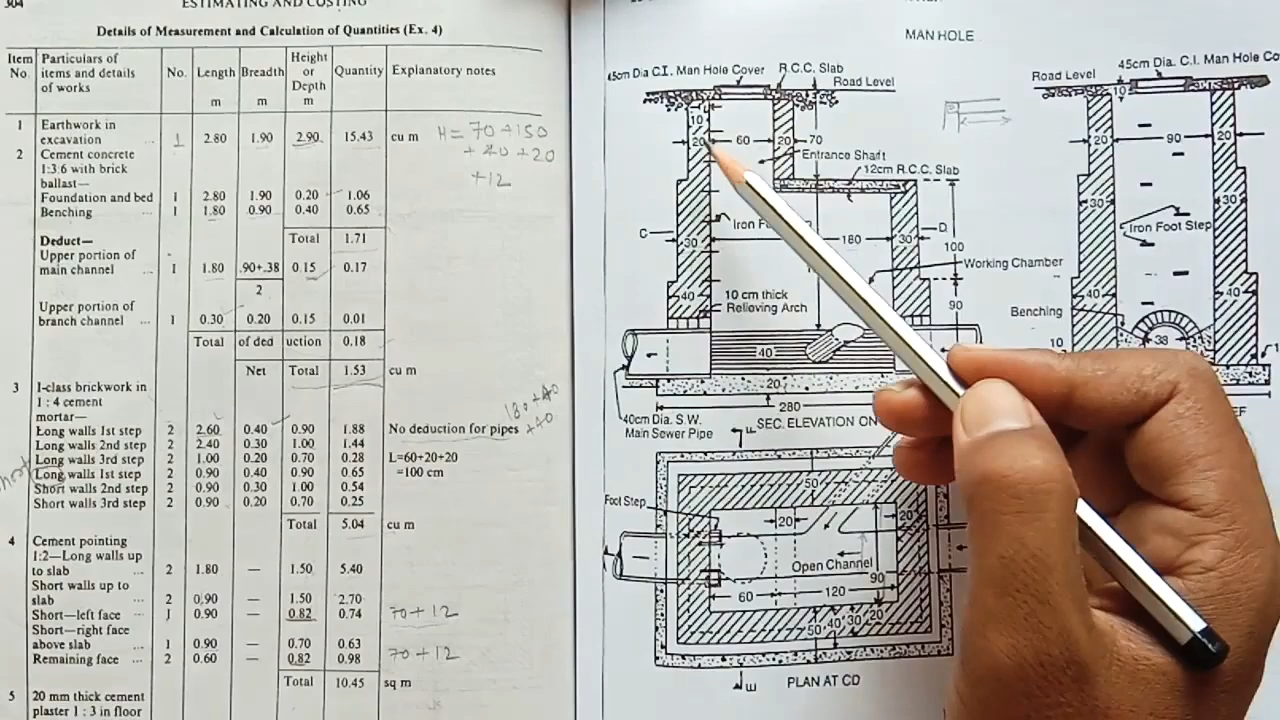 304 ESTIMATING AND COSTING
Details of Measurement and Calculation of Quantities (Ex. 4)
Item No. Particulars of items and details of works No. Length m Breadth m Height or Depth m Quantity Explanatory notes
1 Earthwork in
excavation ... 1 2.80 1.90 2.90 15.43 cu m H = 70+150
+40+20
+12
2 Cement concrete
1:3:6 with brick
ballast—
Foundation and bed 1 2.80 1.90 0.20 1.06
Benching ... 1 1.80 0.90 0.40 0.65
Total 1.71
Deduct—
Upper portion of
main channel ... 1 1.80 .90+.38 0.15 0.17
2
Upper portion of
branch channel ... 1 0.30 0.20 0.15 0.01
Total of ded uction 0.18
Net Total 1.53 cu m
3 I-class brickwork in
1 : 4 cement
mortar—
180+40
+40
Long walls 1st step 2 2.60 0.40 0.90 1.88 No deduction for pipes
Long walls 2nd step 2 2.40 0.30 1.00 1.44
Long walls 3rd step 2 1.00 0.20 0.70 0.28 L=60+20+20
Long walls 1st step 2 0.90 0.40 0.90 0.65 =100 cm
Short walls 2nd step 2 0.90 0.30 1.00 0.54
Short walls 3rd step 2 0.90 0.20 0.70 0.25
Total 5.04 cu m
4 Cement pointing
1:2—Long walls up
to slab ... 2 1.80 — 1.50 5.40
Short walls up to
slab ... 2 0.90 — 1.50 2.70
Short—left face ... 1 0.90 — 0.82 0.74 70+12
Short—right face
above slab ... 1 0.90 — 0.70 0.63
Remaining face ... 2 0.60 — 0.82 0.98 70+12
Total 10.45 sq m
5 20 mm thick cement
plaster 1 : 3 in floor
MAN HOLE
45cm Dia C.I. Man Hole Cover R.C.C. Slab
Road Level
10
20 60 20 70
Entrance Shaft
12cm R.C.C. Slab
C 30 180 30 D 100
Working Chamber
40 10 cm thick
Relieving Arch 90
40
20
280
40cm Dia. S.W.
Main Sewer Pipe
SEC. ELEVATION ON
Road Level 45cm Dia. C.I. Man Hole
10
20 90 20
30 Iron Foot Step 30
40 40
Benching
38
10
Foot Step
50
20 20
Open Channel 90
60 120
50 40 30 20
E
PLAN AT CD